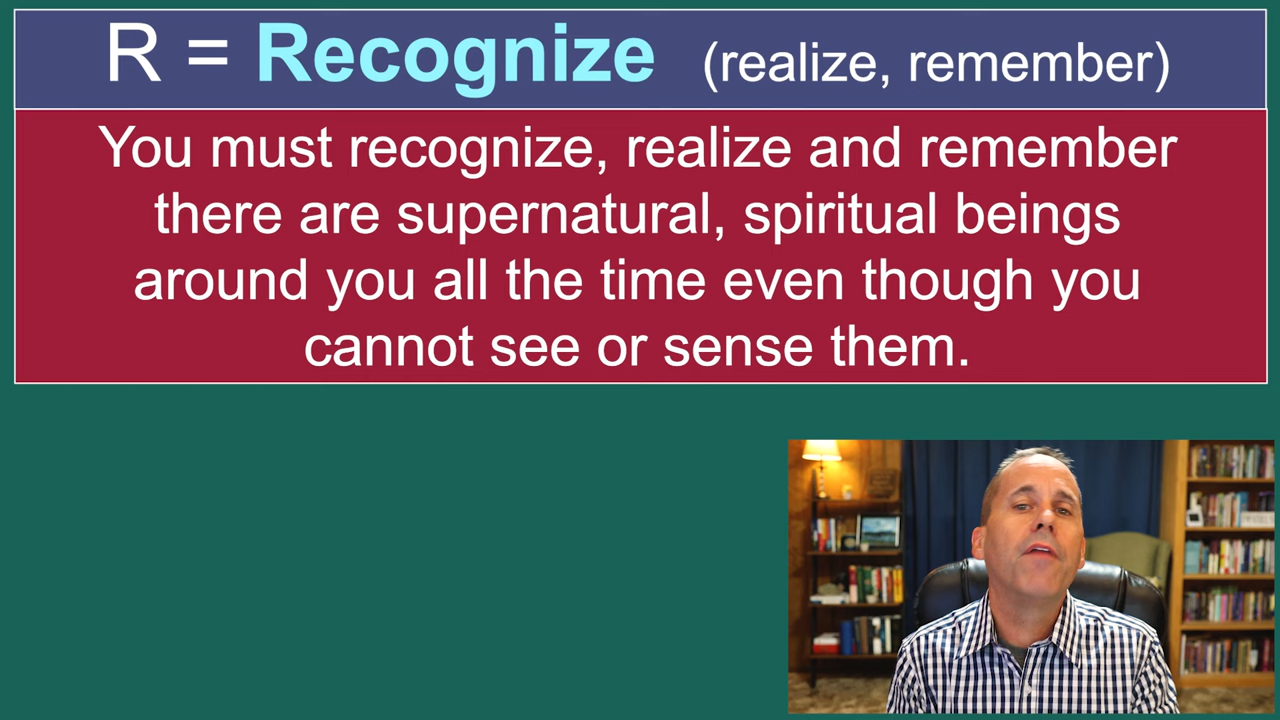 R = Recognize (realize, remember)
You must recognize, realize and remember
there are supernatural, spiritual beings
around you all the time even though you
cannot see or sense them.